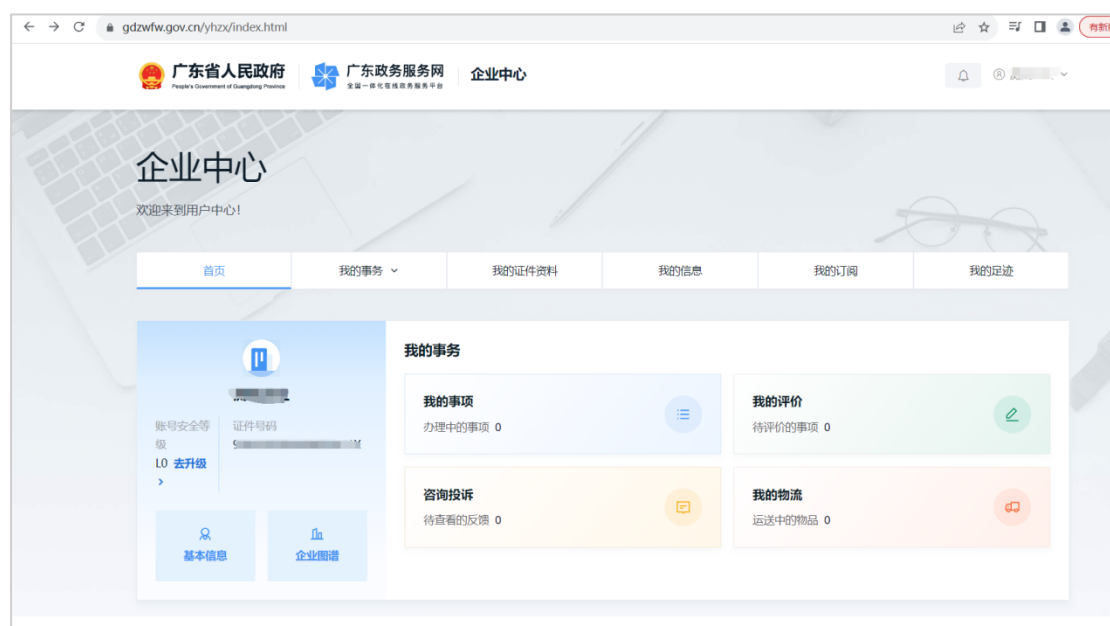 gdzwfw.gov.cn/yhzx/index.html
广东省人民政府
People's Government of Guangdong Province
广东政务服务网
全国一体化在线政务服务平台
企业中心
企业中心
欢迎来到用户中心!
首页 我的事务 我的证件资料 我的信息 我的订阅 我的足迹
账号安全等
级
L0 去升级 >
证件号码
基本信息
企业图谱
我的事务
我的事项
办理中的事项 0
我的评价
待评价的事项 0
咨询投诉
待查看的反馈 0
我的物流
运送中的物品 0